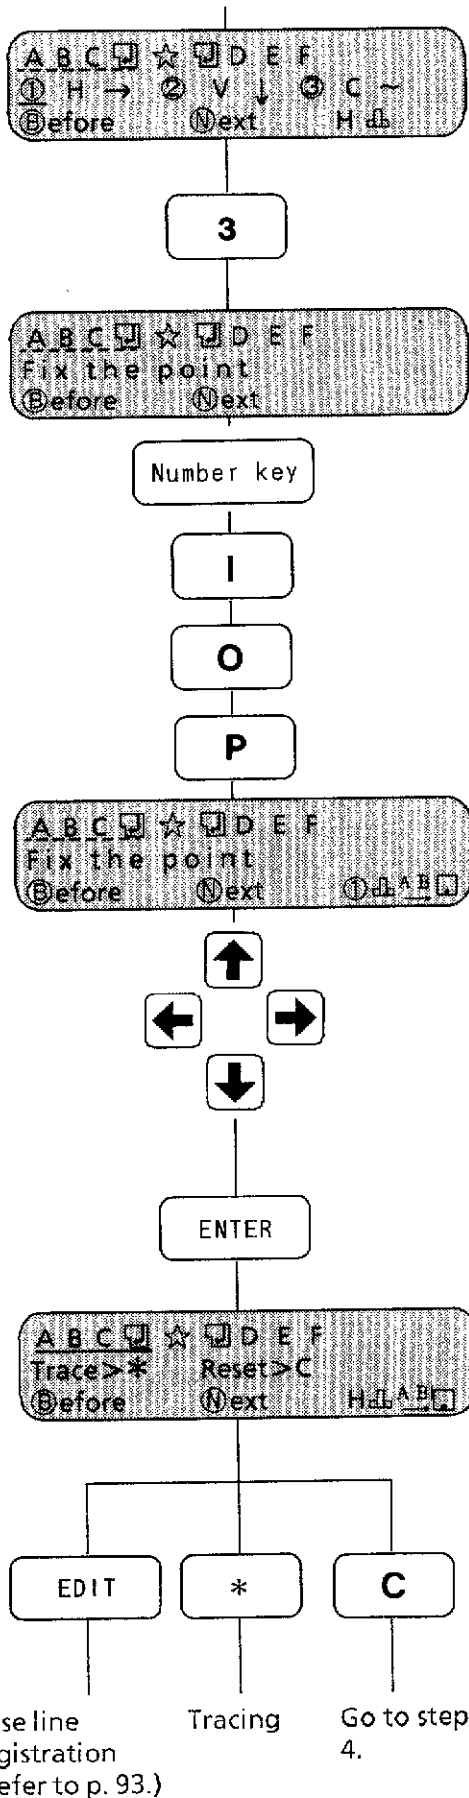 A B C ☆ D E F
① H → ② V ↓ ③ C ~
Ⓑefore Ⓝext H
3
A B C ☆ D E F
Fix the point
Ⓑefore Ⓝext
Number key
I
O
P
A B C ☆ D E F
Fix the point
Ⓑefore Ⓝext ① A B
↑
← →
↓
ENTER
A B C ☆ D E F
Trace>* Reset>C
Ⓑefore Ⓝext H A B
EDIT * C
se line Tracing Go to step
gistration 4.
efer to p. 93.)